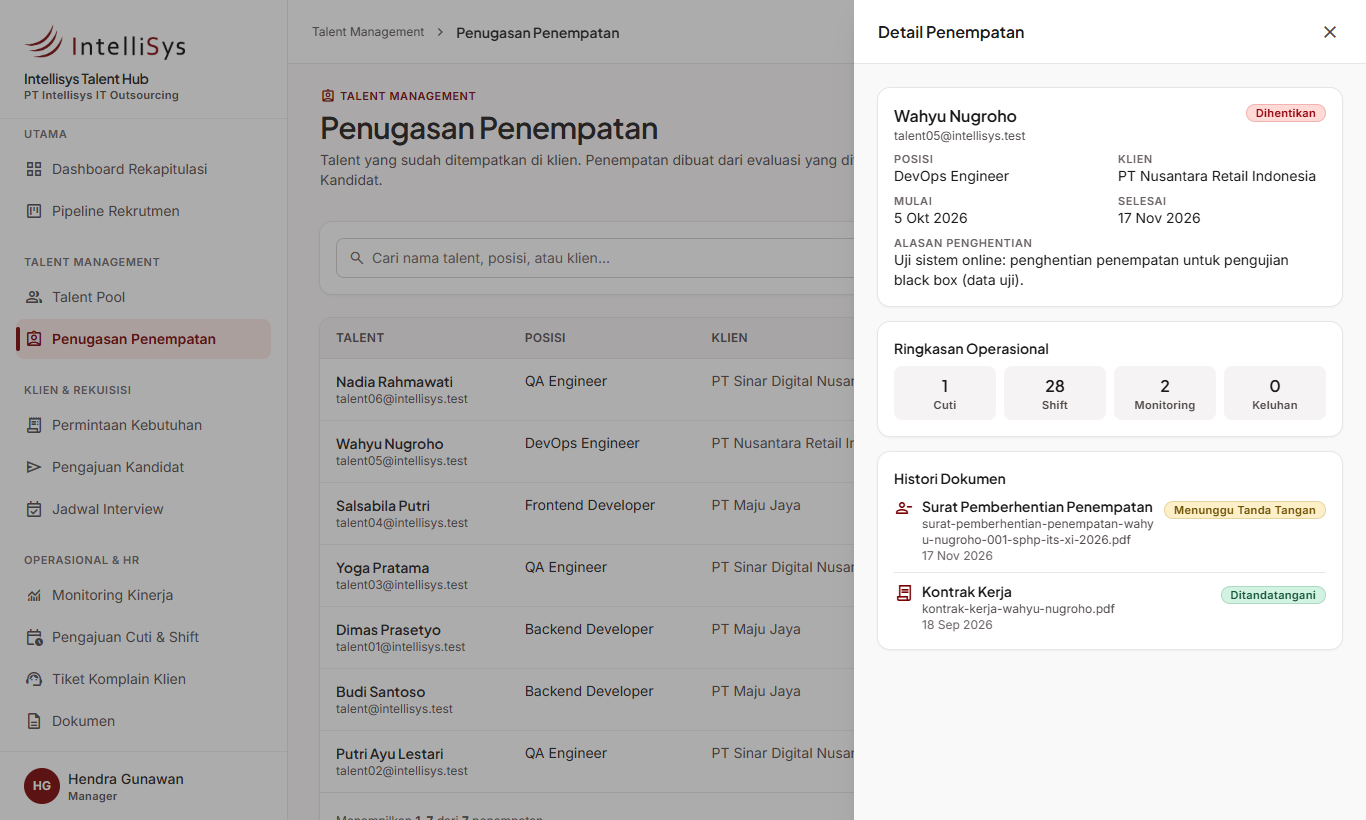 IntelliSys
Intellisys Talent Hub
PT Intellisys IT Outsourcing
UTAMA
Dashboard Rekapitulasi
Pipeline Rekrutmen
TALENT MANAGEMENT
Talent Pool
Penugasan Penempatan
KLIEN & REKUISISI
Permintaan Kebutuhan
Pengajuan Kandidat
Jadwal Interview
OPERASIONAL & HR
Monitoring Kinerja
Pengajuan Cuti & Shift
Tiket Komplain Klien
Dokumen
HG
Hendra Gunawan
Manager
Talent Management > Penugasan Penempatan
TALENT MANAGEMENT
Penugasan Penempatan
Talent yang sudah ditempatkan di klien. Penempatan dibuat dari evaluasi yang
Kandidat.
Cari nama talent, posisi, atau klien...
TALENT POSISI KLIEN
Nadia Rahmawati QA Engineer PT Sinar Digital
talent06@intellisys.test
Wahyu Nugroho DevOps Engineer PT Nusantara Retail
talent05@intellisys.test
Salsabila Putri Frontend Developer PT Maju Jaya
talent04@intellisys.test
Yoga Pratama QA Engineer PT Sinar Digital
talent03@intellisys.test
Dimas Prasetyo Backend Developer PT Maju Jaya
talent01@intellisys.test
Budi Santoso Backend Developer PT Maju Jaya
talent@intellisys.test
Putri Ayu Lestari QA Engineer PT Sinar Digital
talent02@intellisys.test
Detail Penempatan
Wahyu Nugroho Dihentikan
talent05@intellisys.test
POSISI KLIEN
DevOps Engineer PT Nusantara Retail Indonesia
MULAI SELESAI
5 Okt 2026 17 Nov 2026
ALASAN PENGHENTIAN
Uji sistem online: penghentian penempatan untuk pengujian
black box (data uji).
Ringkasan Operasional
1 28 2 0
Cuti Shift Monitoring Keluhan
Histori Dokumen
Surat Pemberhentian Penempatan Menunggu Tanda Tangan
surat-pemberhentian-penempatan-wahy
u-nugroho-001-sphp-its-xi-2026.pdf
17 Nov 2026
Kontrak Kerja Ditandatangani
kontrak-kerja-wahyu-nugroho.pdf
18 Sep 2026